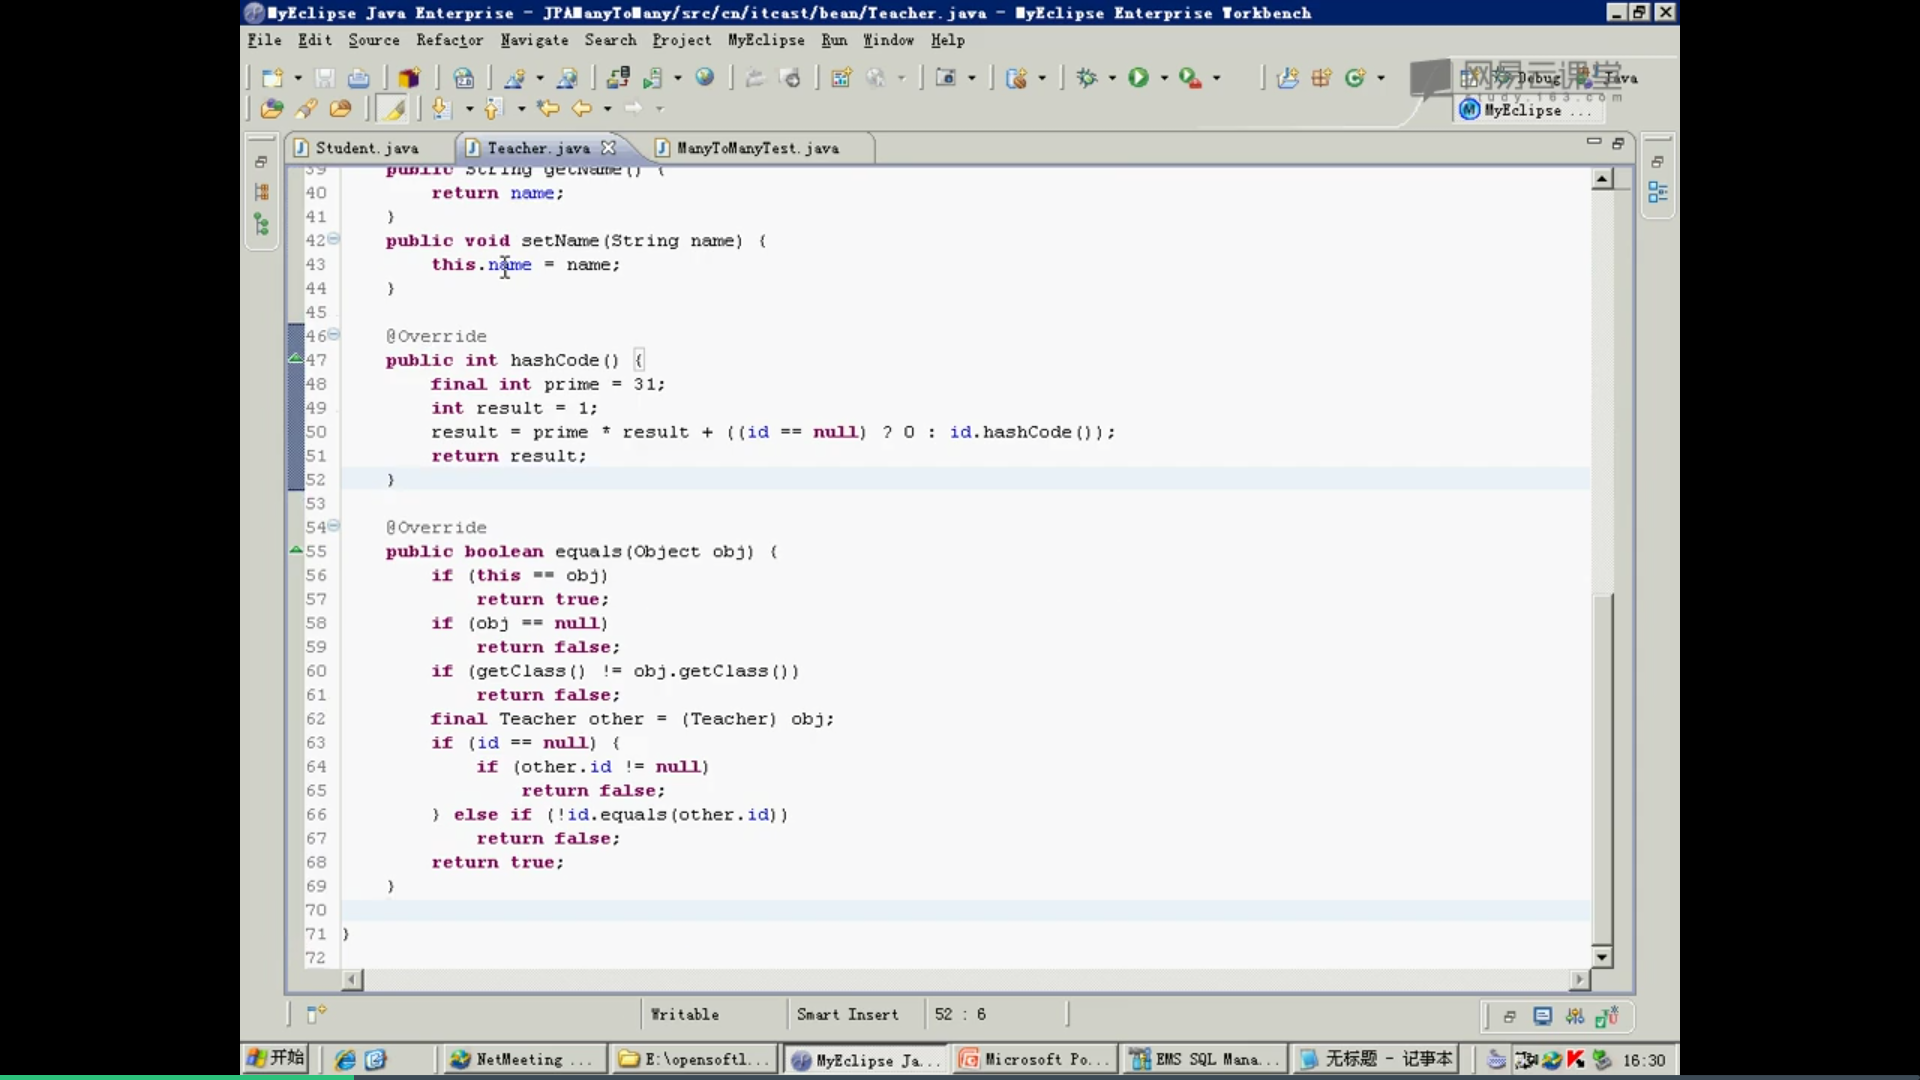 MyEclipse Java Enterprise - JPAManyToMany/src/cn/itcast/bean/Teacher.java - MyEclipse Enterprise Workbench
File Edit Source Refactor Navigate Search Project MyEclipse Run Window Help
网易云课堂
Debug Java
study.163.com
MyEclipse ...
Student.java Teacher.java ManyToManyTest.java
39 public String getName() {
40 return name;
41 }
42 public void setName(String name) {
43 this.name = name;
44 }
45
46 @Override
47 public int hashCode() {
48 final int prime = 31;
49 int result = 1;
50 result = prime * result + ((id == null) ? 0 : id.hashCode());
51 return result;
52 }
53
54 @Override
55 public boolean equals(Object obj) {
56 if (this == obj)
57 return true;
58 if (obj == null)
59 return false;
60 if (getClass() != obj.getClass())
61 return false;
62 final Teacher other = (Teacher) obj;
63 if (id == null) {
64 if (other.id != null)
65 return false;
66 } else if (!id.equals(other.id))
67 return false;
68 return true;
69 }
70
71 }
72
Writable Smart Insert 52 : 6
开始 NetMeeting ... E:\opensoftl... MyEclipse Ja... Microsoft Po... EMS SQL Mana... 无标题 - 记事本 16:30